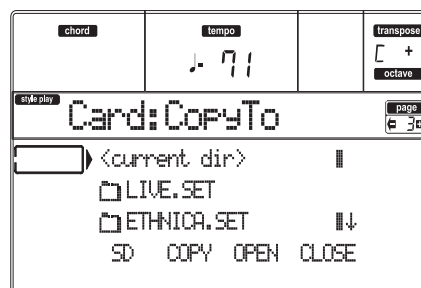 chord tempo transpose
♩= 71 C +
octave
style play Card:CopyTo page
3
<current dir>
LIVE.SET
ETHNICA.SET
SD COPY OPEN CLOSE